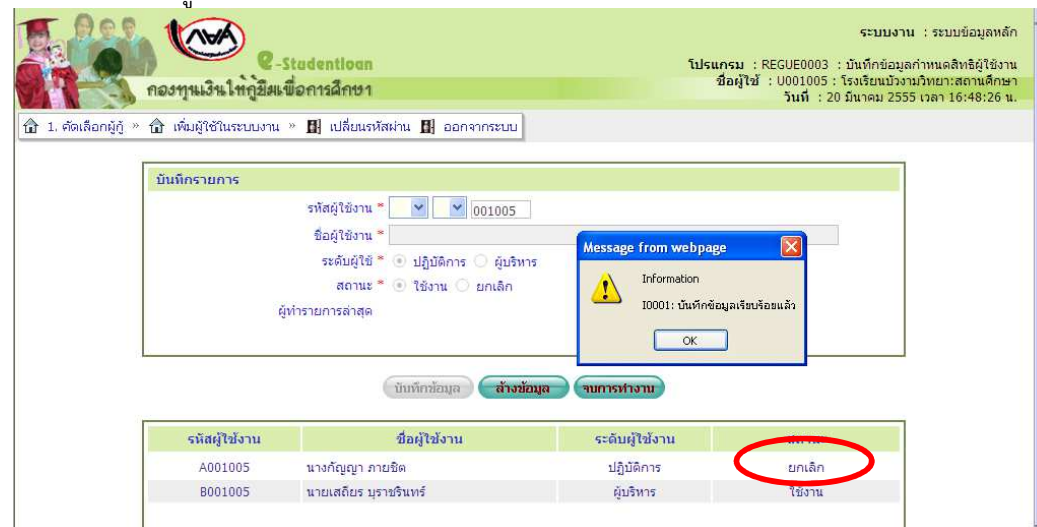 ระบบงาน : ระบบข้อมูลหลัก
e-Studentloan
โปรแกรม : REGUE0003 : บันทึกข้อมูลกำหนดสิทธิผู้ใช้งาน
กองทุนเงินให้กู้ยืมเพื่อการศึกษา
ชื่อผู้ใช้ : U001005 : โรงเรียนบัวงามวิทยา:สถานศึกษา
วันที่ : 20 มีนาคม 2555 เวลา 16:48:26 น.
1. คัดเลือกผู้กู้ » เพิ่มผู้ใช้ในระบบงาน » เปลี่ยนรหัสผ่าน ออกจากระบบ
บันทึกรายการ
รหัสผู้ใช้งาน * 001005
ชื่อผู้ใช้งาน *
ระดับผู้ใช้ * ปฏิบัติการ ผู้บริหาร
สถานะ * ใช้งาน ยกเลิก
ผู้ทำรายการล่าสุด
Message from webpage
Information
I0001: บันทึกข้อมูลเรียบร้อยแล้ว
OK
บันทึกข้อมูล ล้างข้อมูล จบการทำงาน
รหัสผู้ใช้งาน ชื่อผู้ใช้งาน ระดับผู้ใช้งาน
A001005 นางกัญญา ภายชิต ปฏิบัติการ ยกเลิก
B001005 นายเสถียร บุราชรินทร์ ผู้บริหาร ใช้งาน